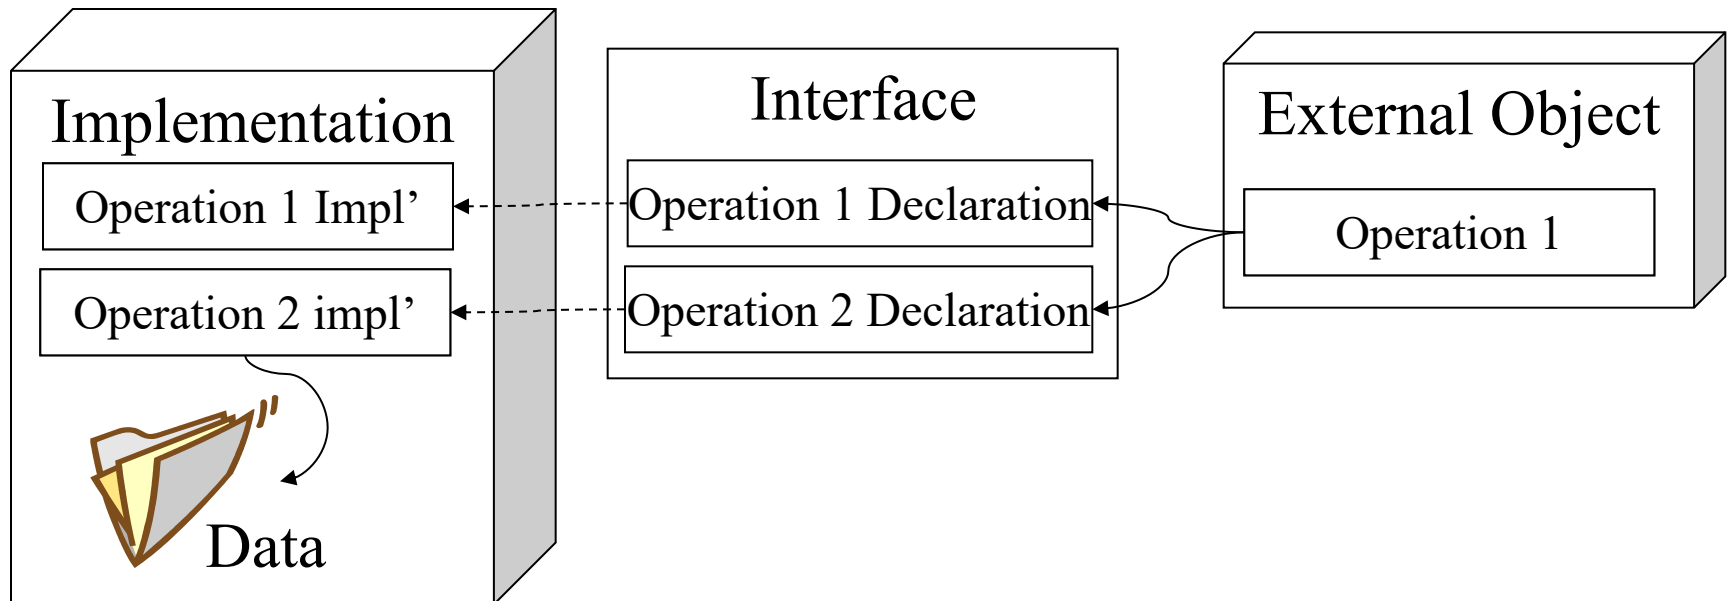 Implementation
Operation 1 Impl’
Operation 2 impl’
Data
Interface
Operation 1 Declaration
Operation 2 Declaration
External Object
Operation 1